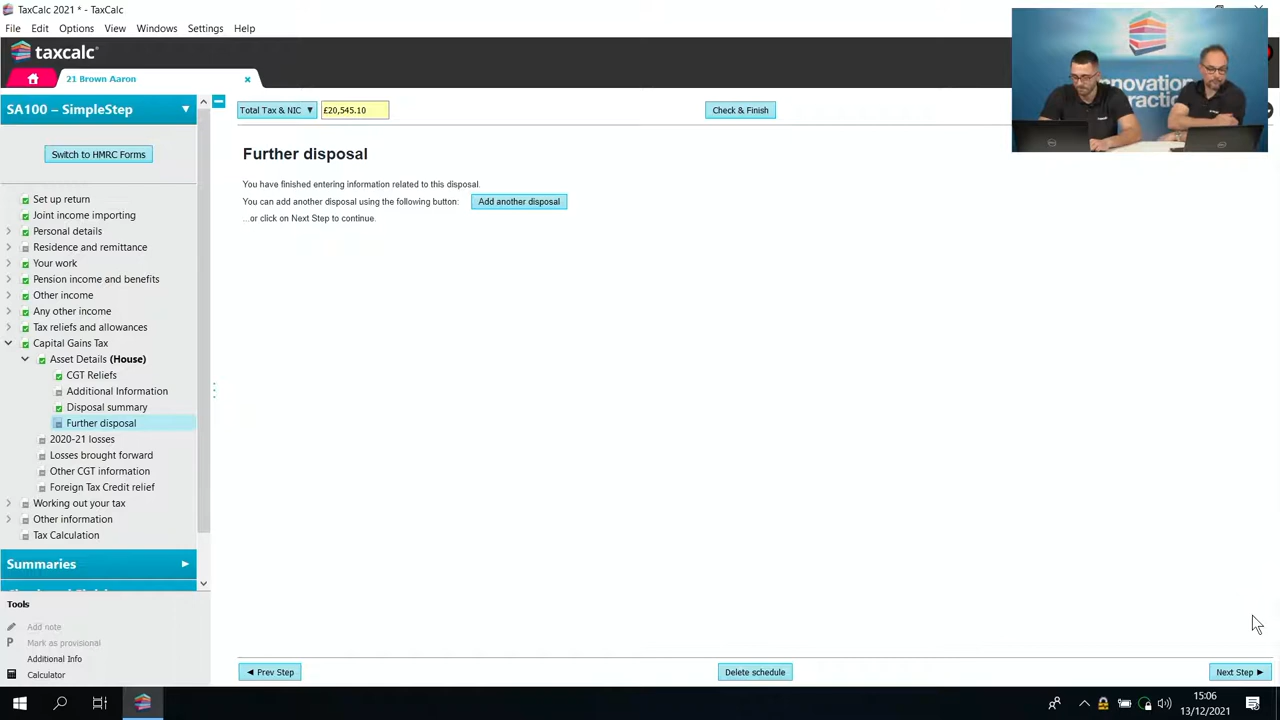 TaxCalc 2021 * - TaxCalc
File Edit Options View Windows Settings Help
taxcalc
21 Brown Aaron
SA100 – SimpleStep
Switch to HMRC Forms
Set up return
Joint income importing
Personal details
Residence and remittance
Your work
Pension income and benefits
Other income
Any other income
Tax reliefs and allowances
Capital Gains Tax
Asset Details (House)
CGT Reliefs
Additional Information
Disposal summary
Further disposal
2020-21 losses
Losses brought forward
Other CGT information
Foreign Tax Credit relief
Working out your tax
Other information
Tax Calculation
Summaries
Tools
Add note
P Mark as provisional
Additional Info
Calculator
Total Tax & NIC £20,545.10
Check & Finish
Further disposal
You have finished entering information related to this disposal.
You can add another disposal using the following button: Add another disposal
...or click on Next Step to continue.
Prev Step
Delete schedule
Next Step
15:06
13/12/2021